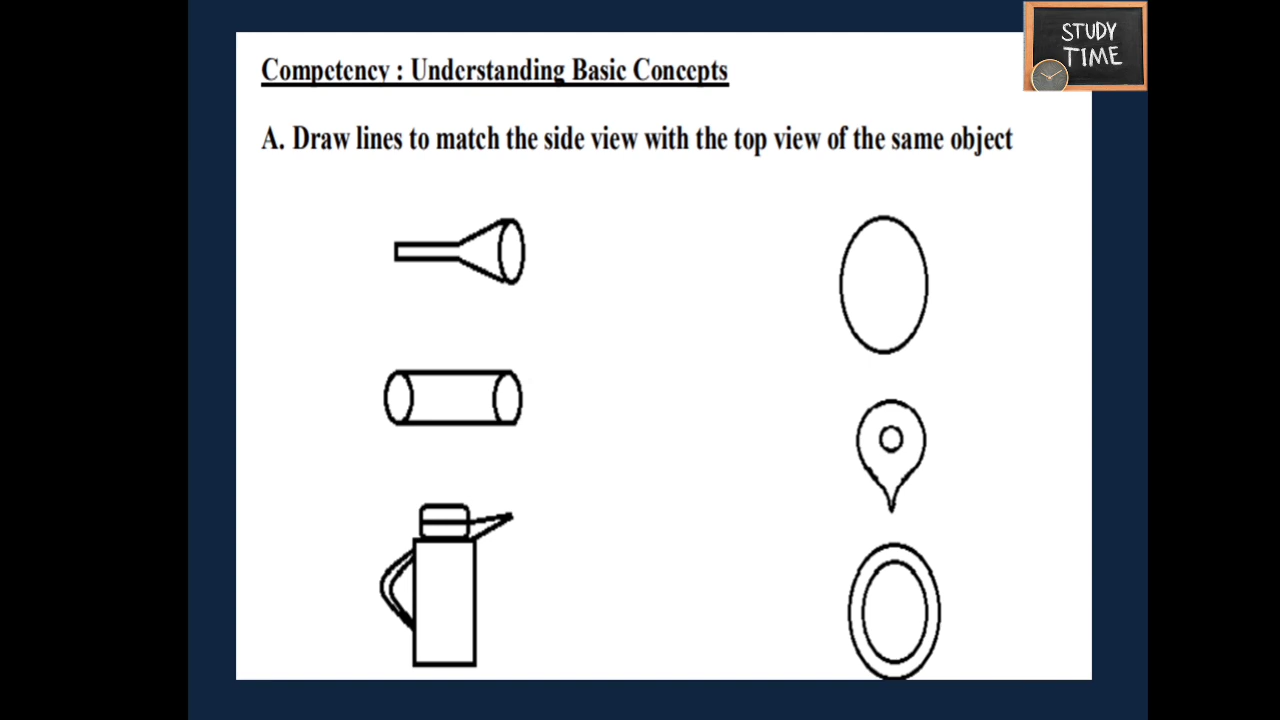 STUDY
TIME
Competency : Understanding Basic Concepts
A. Draw lines to match the side view with the top view of the same object